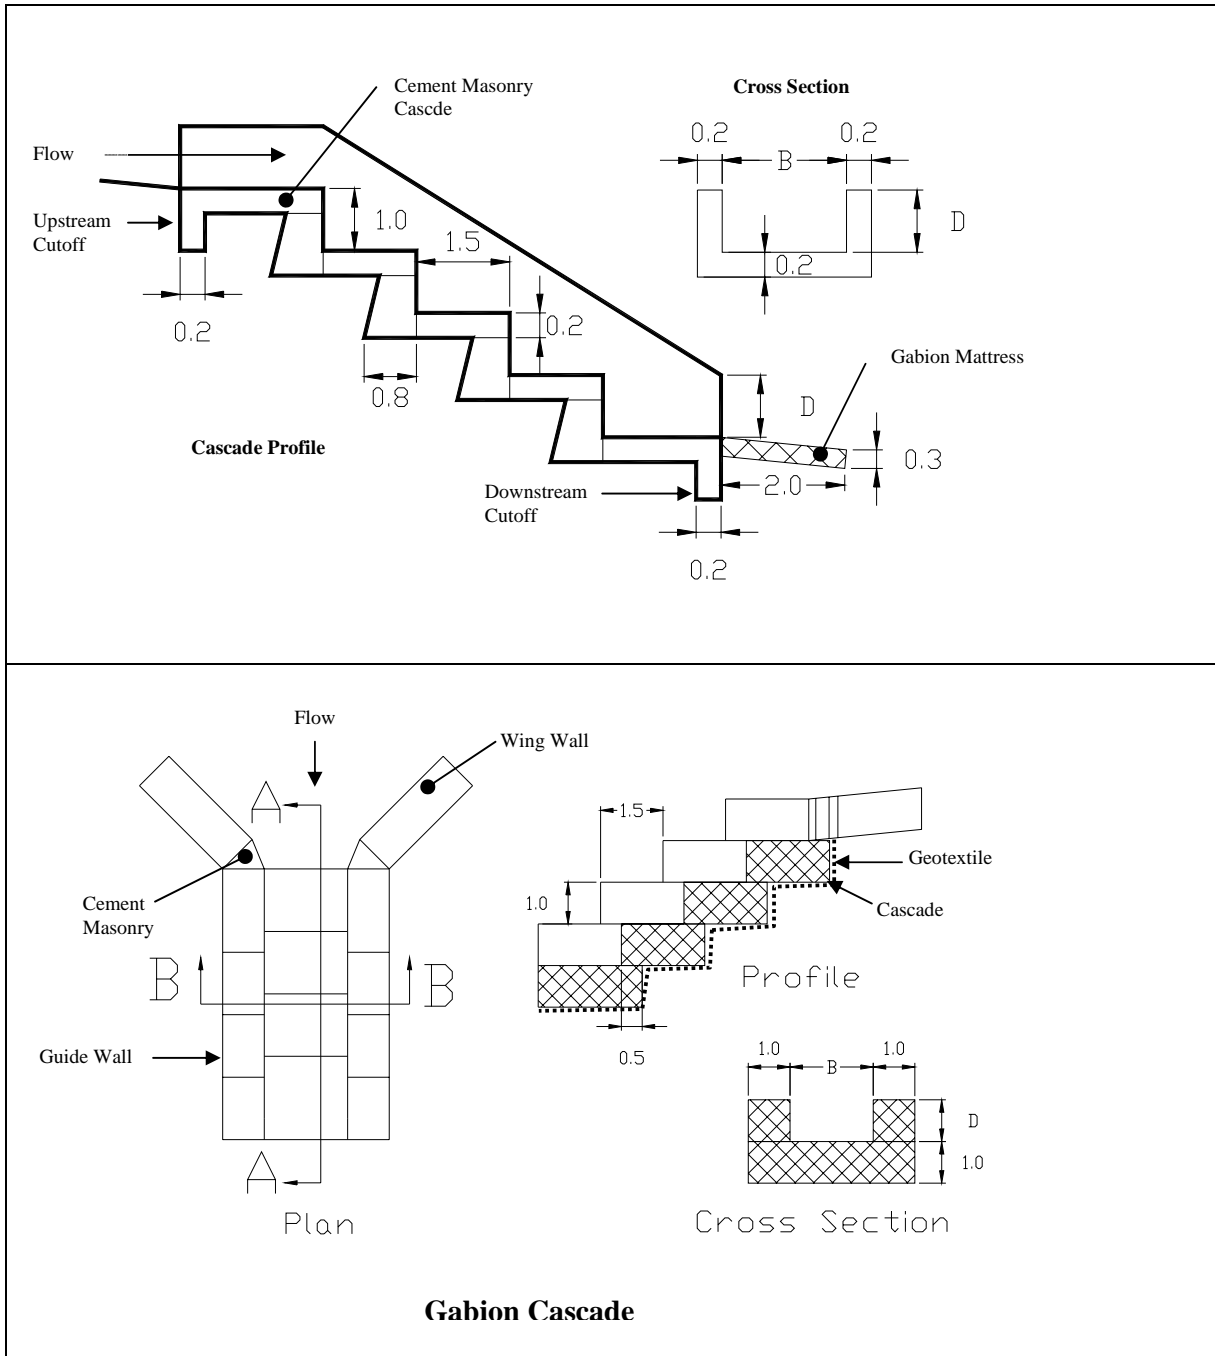 Cement Masonry
Cascde
Cross Section
Flow
0.2
0.2
B
Upstream
Cutoff
1.0
1.5
D
0.2
0.2
0.2
Gabion Mattress
0.8
D
Cascade Profile
0.3
2.0
Downstream
Cutoff
0.2
Flow
Wing Wall
A
1.5
Geotextile
Cement
Masonry
1.0
Cascade
B
B
Profile
Guide Wall
0.5
1.0
B
1.0
D
1.0
A
Plan
Cross Section
Gabion Cascade